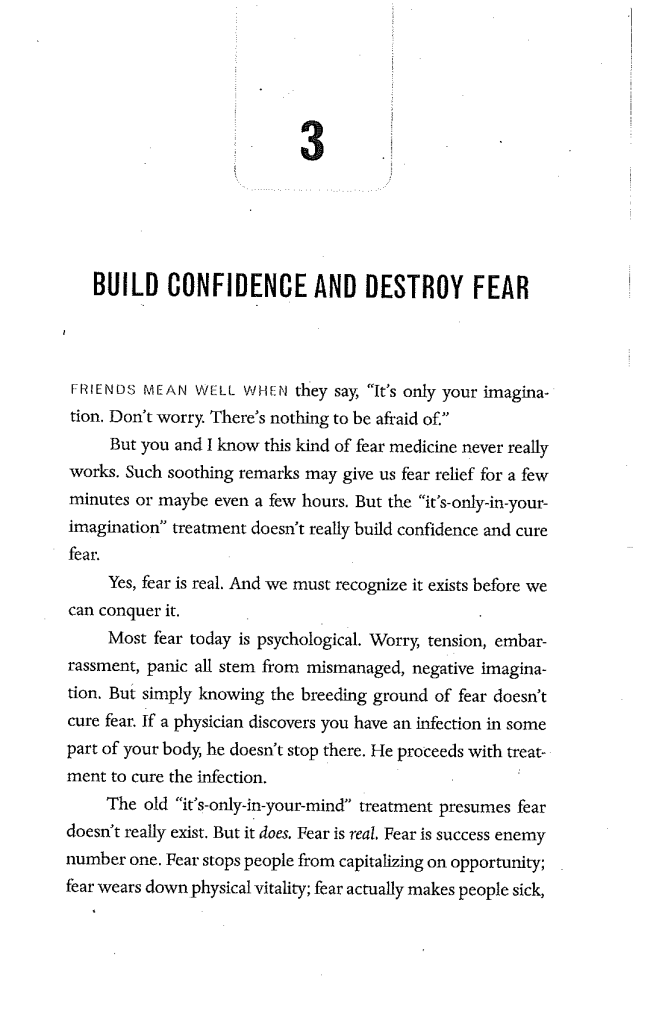 3
BUILD CONFIDENCE AND DESTROY FEAR
FRIENDS MEAN WELL WHEN they say, “It’s only your imagina-
tion. Don’t worry. There’s nothing to be afraid of.”
But you and I know this kind of fear medicine never really
works. Such soothing remarks may give us fear relief for a few
minutes or maybe even a few hours. But the “it’s-only-in-your-
imagination” treatment doesn’t really build confidence and cure
fear.
Yes, fear is real. And we must recognize it exists before we
can conquer it.
Most fear today is psychological. Worry, tension, embar-
rassment, panic all stem from mismanaged, negative imagina-
tion. But simply knowing the breeding ground of fear doesn’t
cure fear. If a physician discovers you have an infection in some
part of your body, he doesn’t stop there. He proceeds with treat-
ment to cure the infection.
The old “it’s-only-in-your-mind” treatment presumes fear
doesn’t really exist. But it does. Fear is real. Fear is success enemy
number one. Fear stops people from capitalizing on opportunity;
fear wears down physical vitality; fear actually makes people sick,